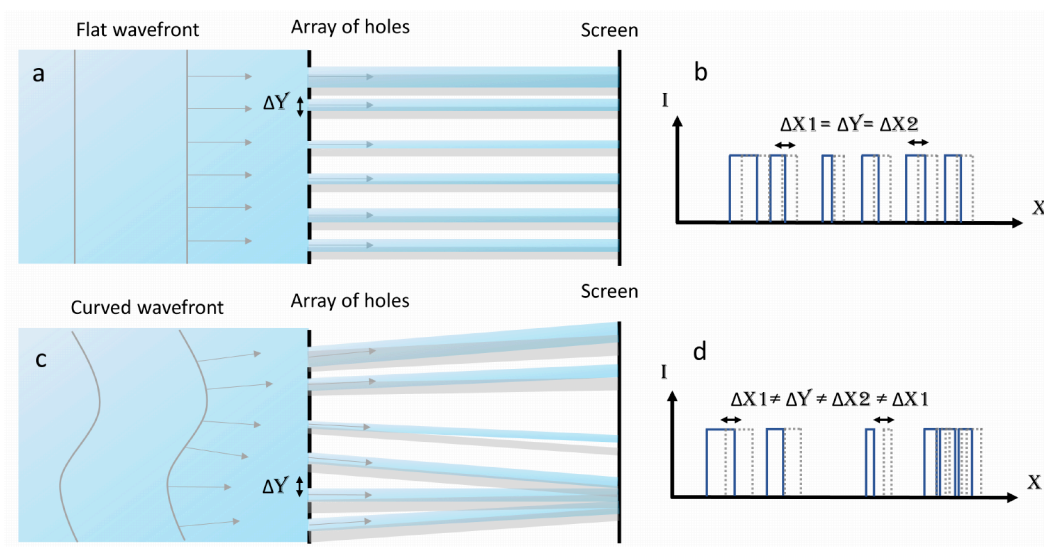 Flat wavefront
Array of holes
Screen
a
ΔY
b
I
ΔX1 = ΔY = ΔX2
X
Curved wavefront
Array of holes
Screen
c
ΔY
d
I
ΔX1 ≠ ΔY ≠ ΔX2 ≠ ΔX1
X